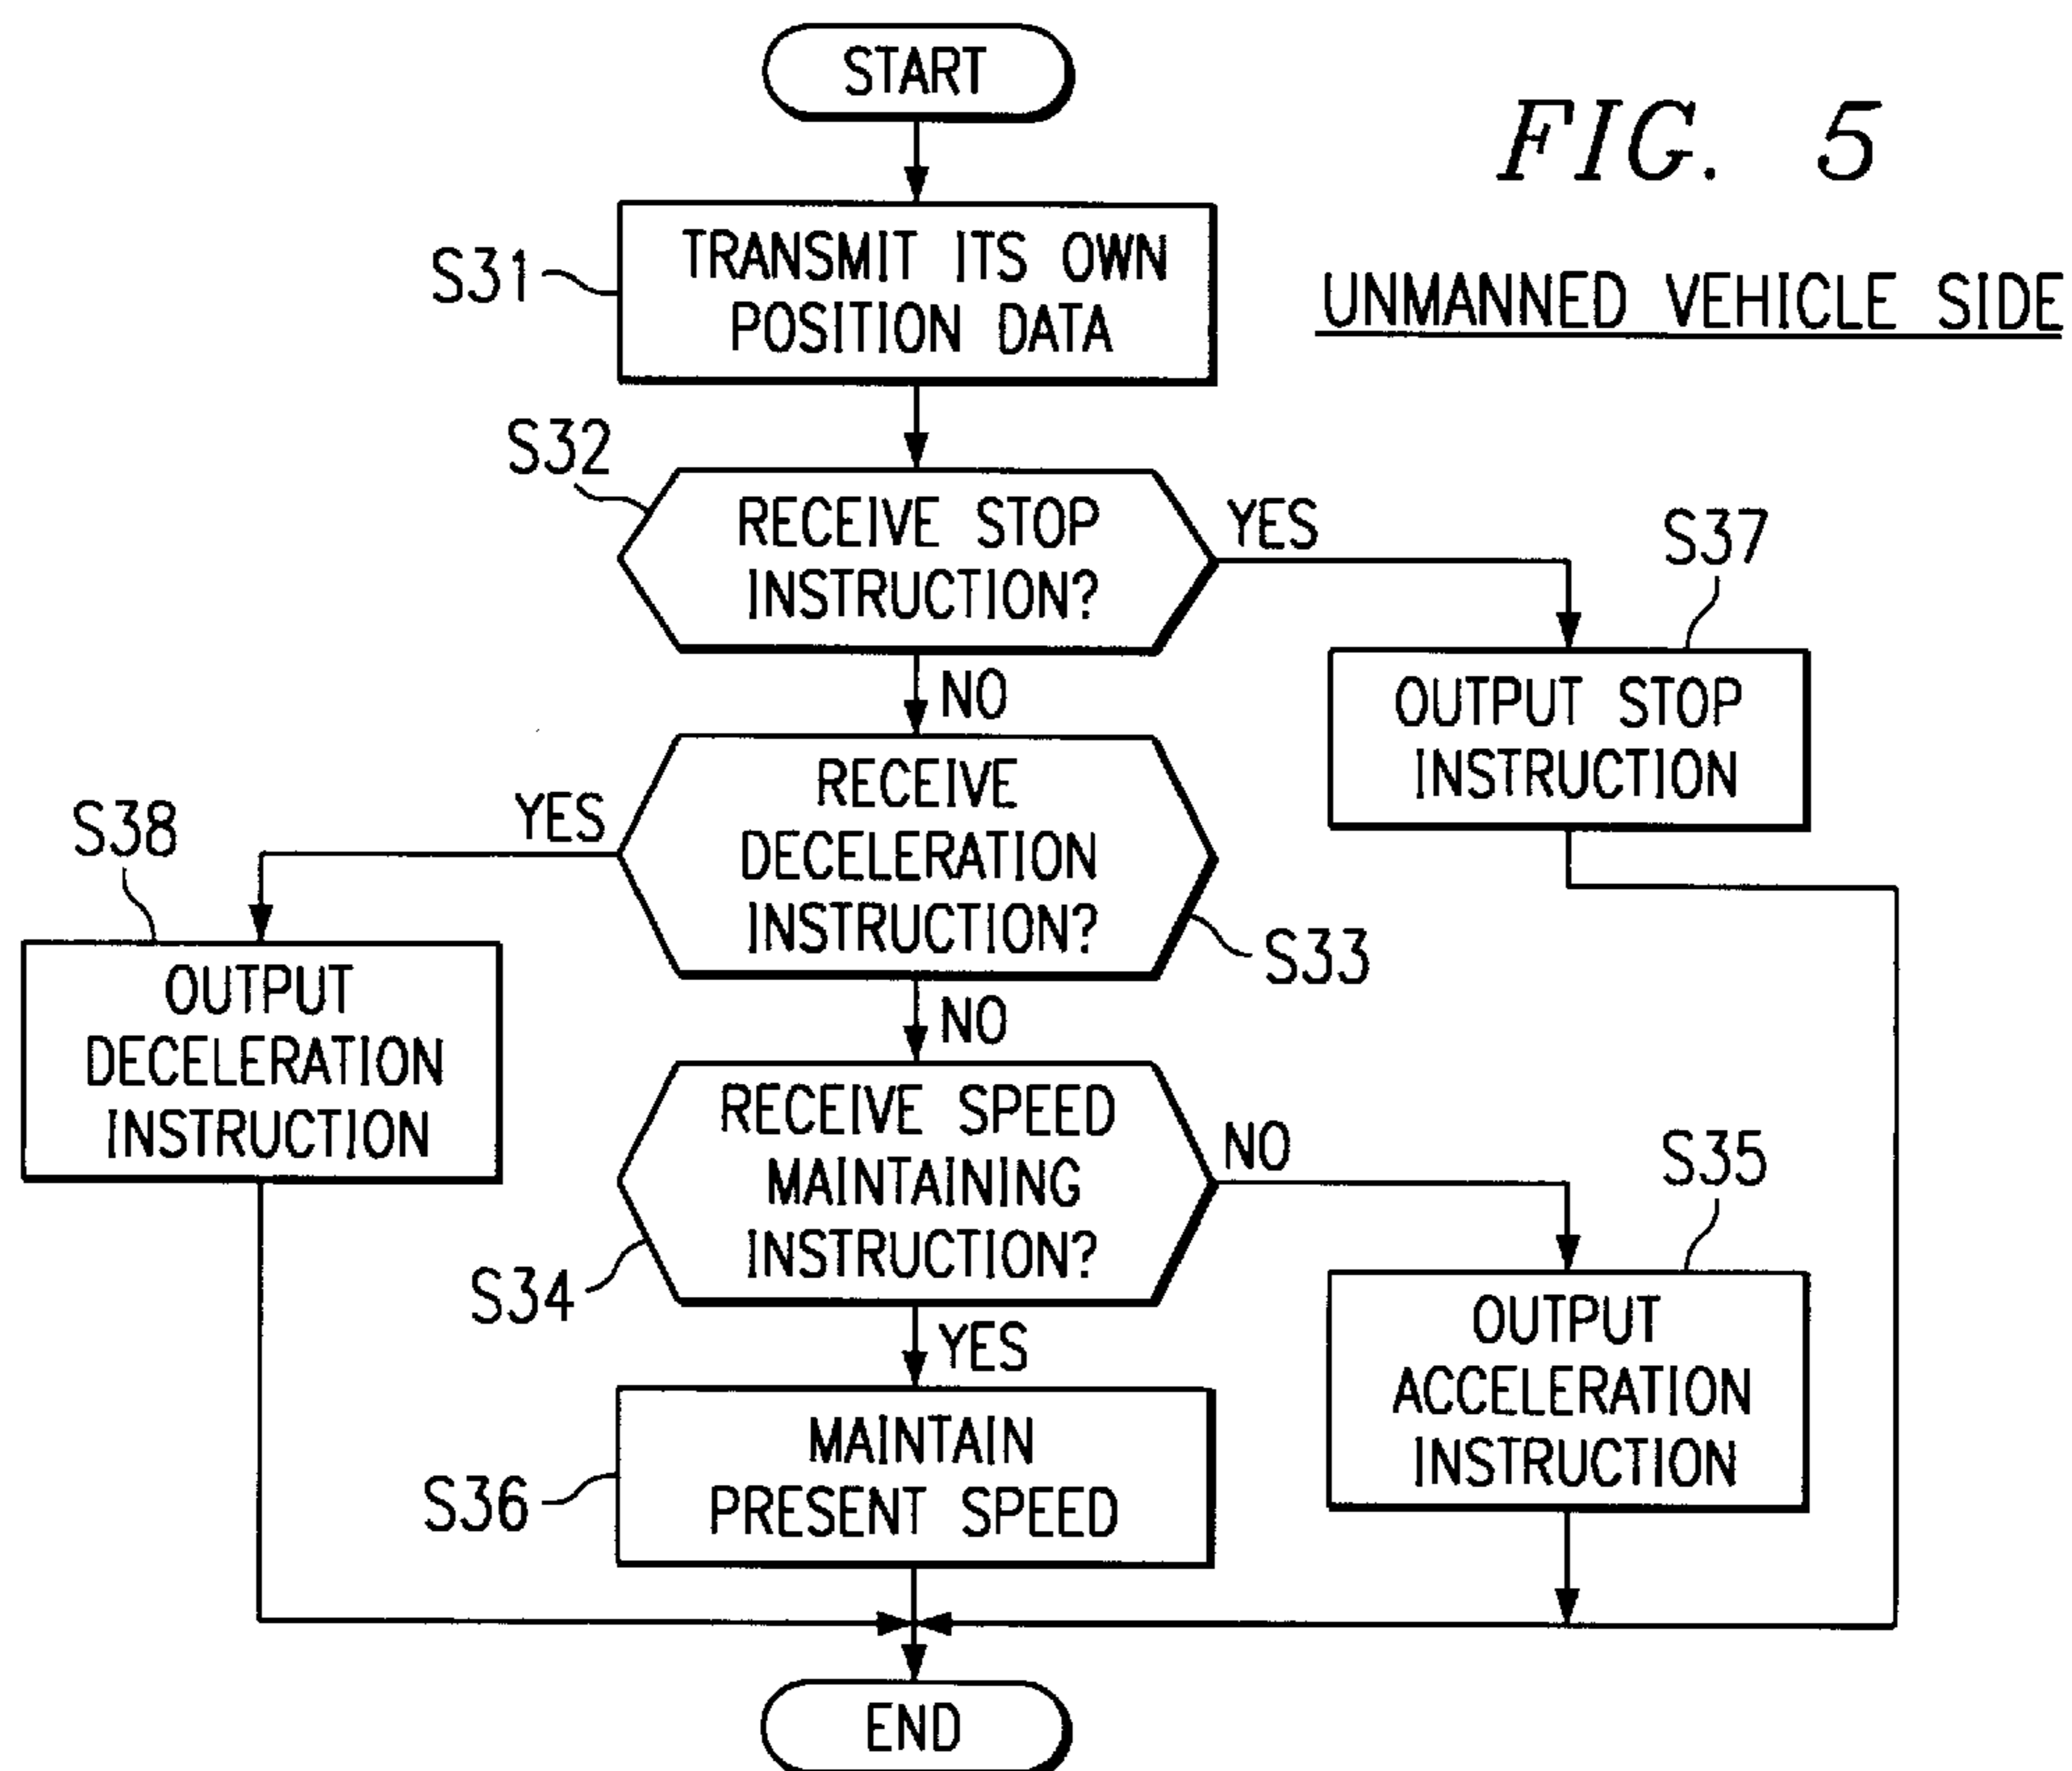 START
FIG. 5
S31
TRANSMIT ITS OWN
POSITION DATA
UNMANNED VEHICLE SIDE
S32
RECEIVE STOP
INSTRUCTION?
YES
S37
OUTPUT STOP
INSTRUCTION
NO
RECEIVE
DECELERATION
INSTRUCTION?
YES
S38
S33
OUTPUT
DECELERATION
INSTRUCTION
NO
RECEIVE SPEED
MAINTAINING
INSTRUCTION?
NO
S35
S34
OUTPUT
ACCELERATION
INSTRUCTION
YES
MAINTAIN
PRESENT SPEED
S36
END